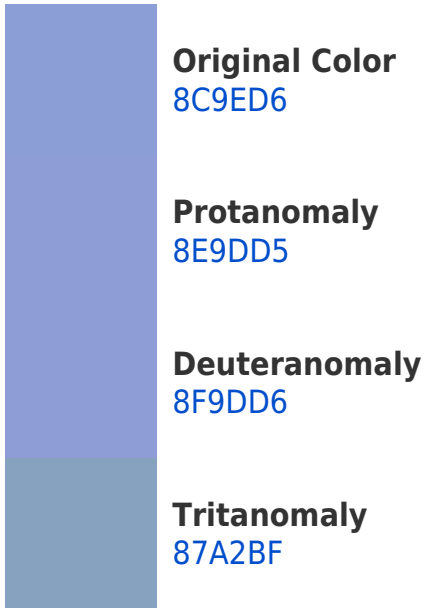 Original Color
8C9ED6
Protanomaly
8E9DD5
Deuteranomaly
8F9DD6
Tritanomaly
87A2BF